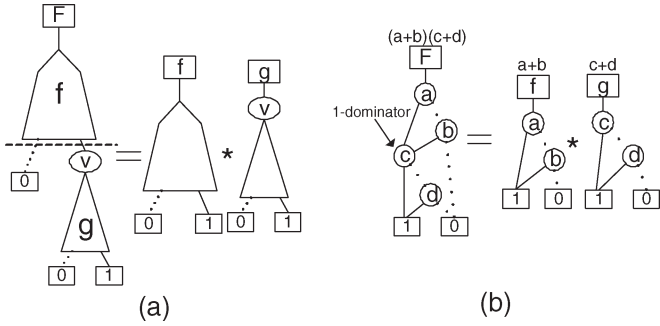 F
f
v
0
g
0 1
=
f
0 1
*
g
v
0 1
(a)
(a+b)(c+d)
F
a
1-dominator
b
c
d
1 0
=
a+b
f
a
b
1 0
*
c+d
g
c
d
1 0
(b)